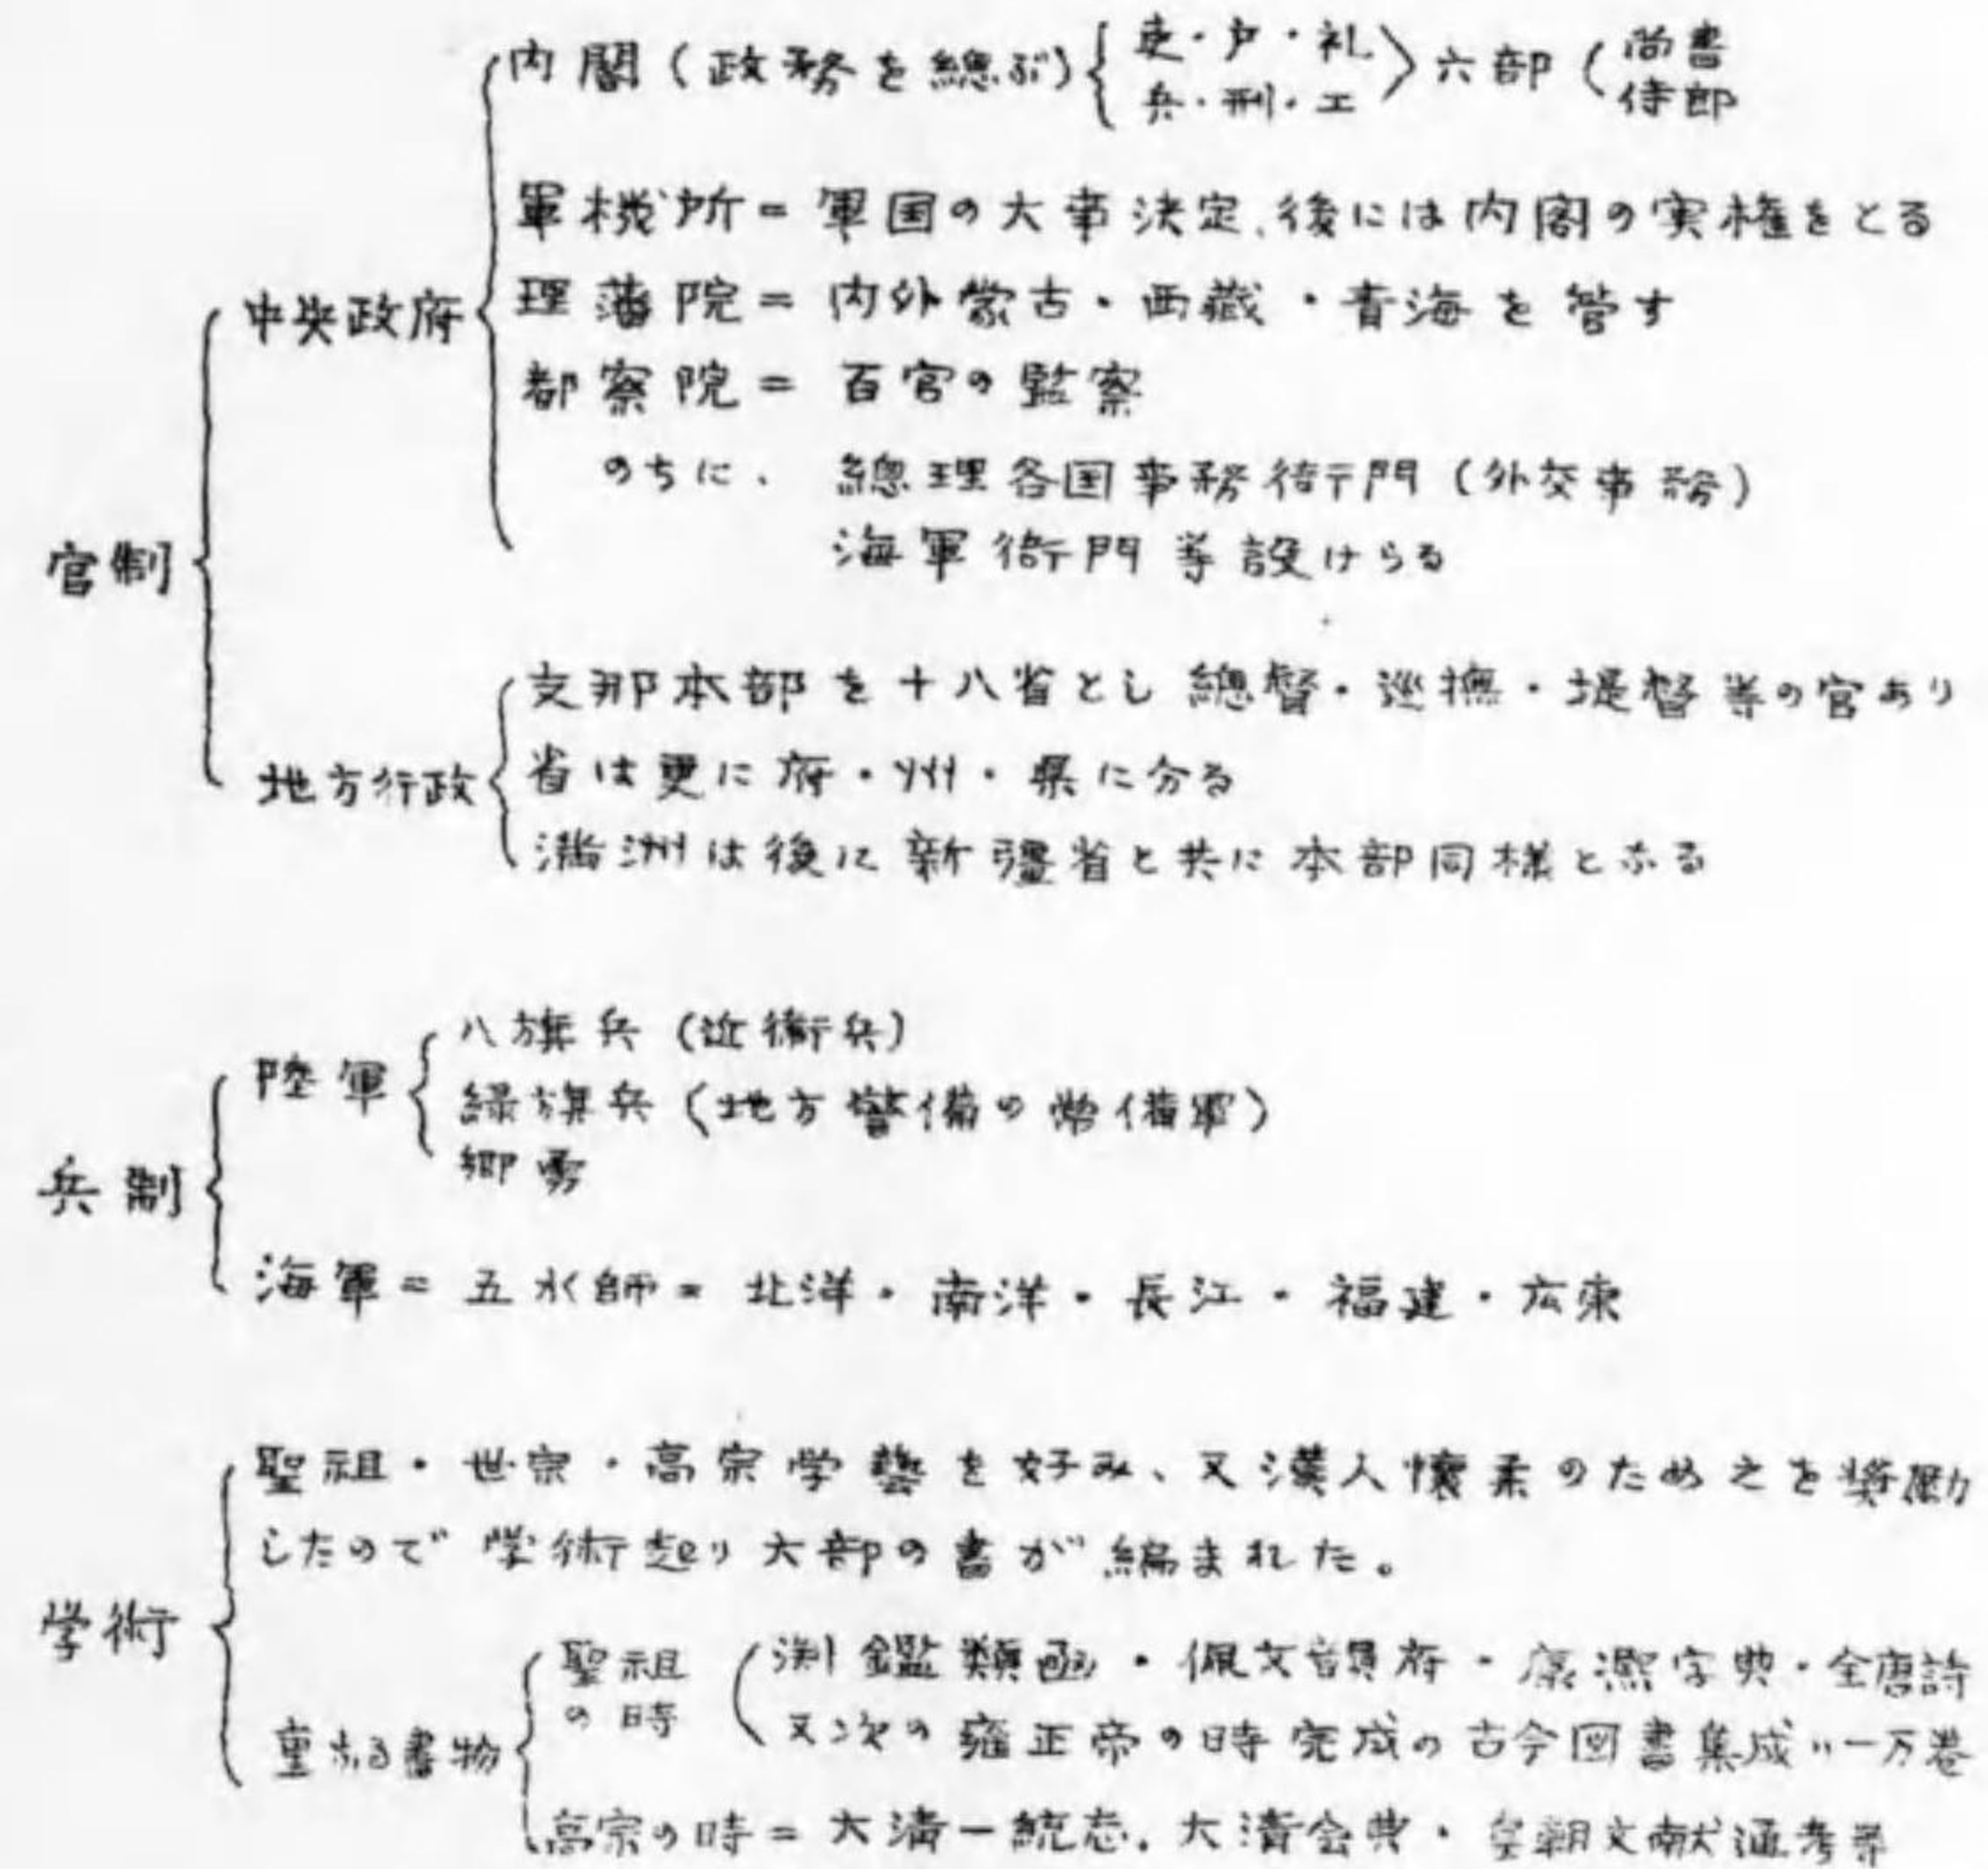 官制
中央政府
内閣（政務を總ぶ）
吏・戸・礼
兵・刑・工
六部
尚書
侍郎
軍機所＝軍国の大事決定、後には内閣の実権をとる
理藩院＝内外蒙古・西蔵・青海を管す
都察院＝百官の監察
のちに、總理各国事務衙門（外交事務）
海軍衙門等設けらる
地方行政
支那本部を十八省とし總督・巡撫・提督等の官あり
省は更に府・州・県に分る
満洲は後に新疆省と共に本部同様となる
兵制
陸軍
八旗兵（近衞兵）
緑旗兵（地方警備の常備軍）
郷勇
海軍＝五水師＝北洋・南洋・長江・福建・広東
学術
聖祖・世宗・高宗学藝を好み、又漢人懐柔のため之を奨励
したので学術起り大部の書が編まれた。
重なる書物
聖祖
の時
渕鑑類函・佩文韻府・康熙字典・全唐詩
又次の雍正帝の時完成の古今図書集成〃一万巻
高宗の時＝大清一統志、大清会典・皇朝文献通考等